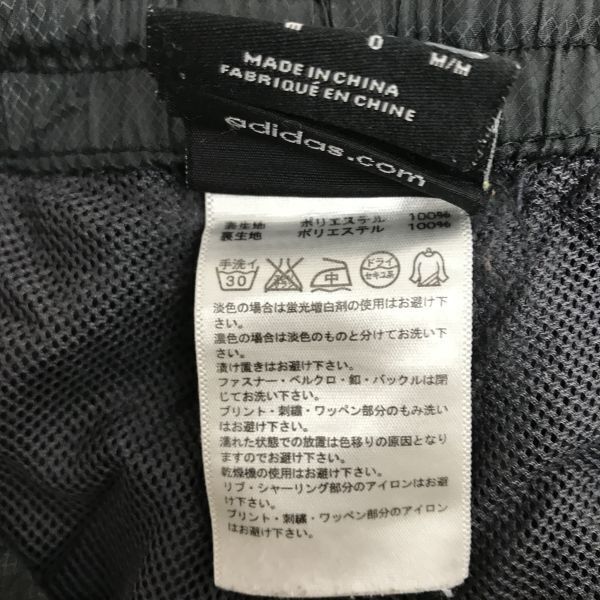 M O M/M
MADE IN CHINA
FABRIQUÉ EN CHINE
adidas.com
表生地 ポリエステル 100%
裏生地 ポリエステル 100%
手洗イ 30 中 ドライ セキユ系
淡色の場合は蛍光増白剤の使用はお避け下
さい。
濃色の場合は淡色のものと分けてお洗い下
さい。
漬け置きはお避け下さい。
ファスナー・ベルクロ・釦・バックルは閉
じてお洗い下さい。
プリント・刺繍・ワッペン部分のもみ洗い
はお避け下さい。
濡れた状態での放置は色移りの原因となり
ますのでお避け下さい。
乾燥機の使用はお避け下さい。
リブ・シャーリング部分のアイロンはお避
け下さい。
プリント・刺繍・ワッペン部分のアイロン
はお避け下さい。